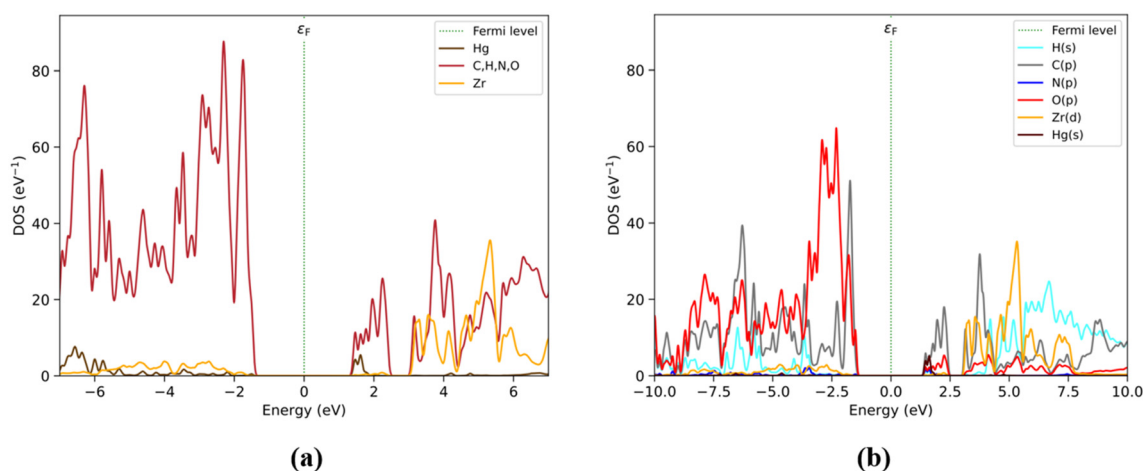 εF
Fermi level
Hg
C,H,N,O
Zr
80
60
40
20
0
−6 −4 −2 0 2 4 6
DOS (eV⁻¹)
Energy (eV)
(a)
εF
Fermi level
H(s)
C(p)
N(p)
O(p)
Zr(d)
Hg(s)
80
60
40
20
0
−10.0 −7.5 −5.0 −2.5 0.0 2.5 5.0 7.5 10.0
DOS (eV⁻¹)
Energy (eV)
(b)